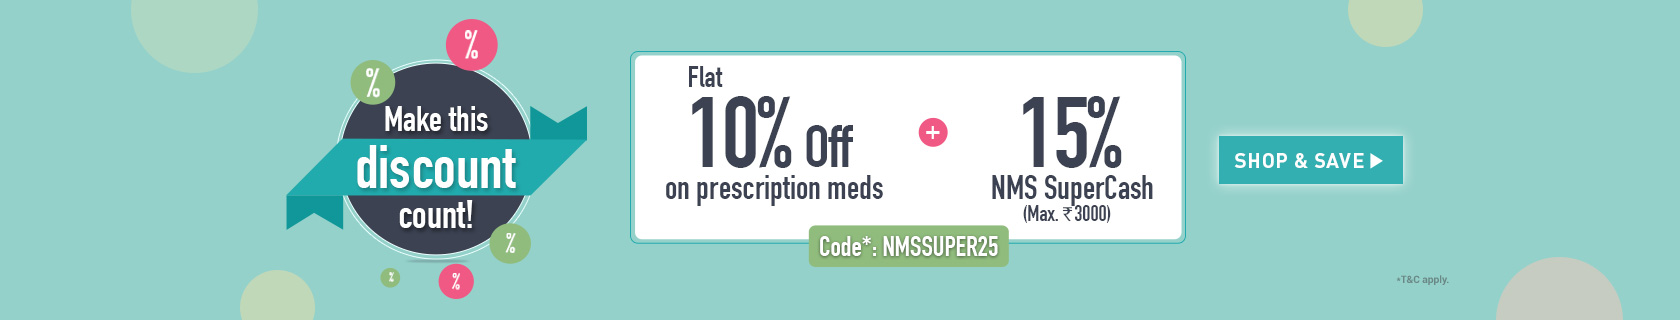 %
%
Make this
discount
count!
%
%
%
Flat
10% Off
on prescription meds
+
15%
NMS SuperCash
(Max. ₹3000)
Code*: NMSSUPER25
SHOP & SAVE ▶
*T&C apply.